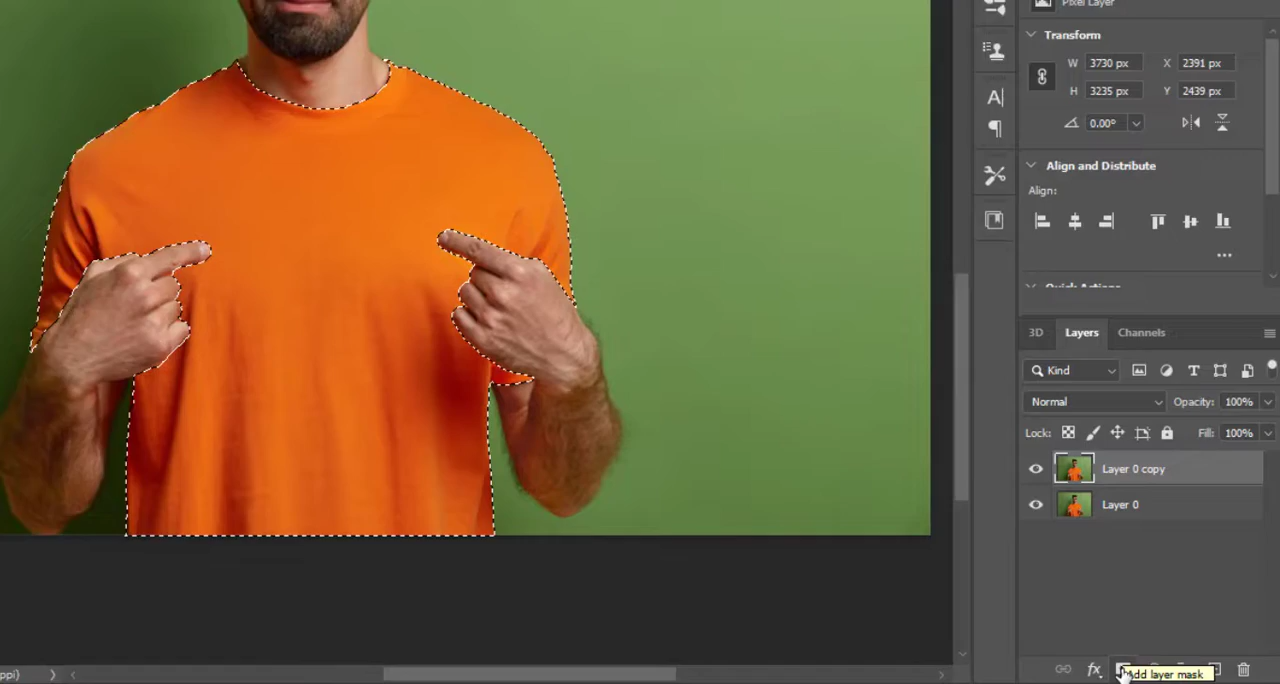 Pixel Layer
Transform
W 3730 px X 2391 px
H 3235 px Y 2439 px
0.00°
Align and Distribute
Align:
Quick Actions
3D Layers Channels
Kind
Normal Opacity: 100%
Lock: Fill: 100%
Layer 0 copy
Layer 0
ppi)
fx
Add layer mask